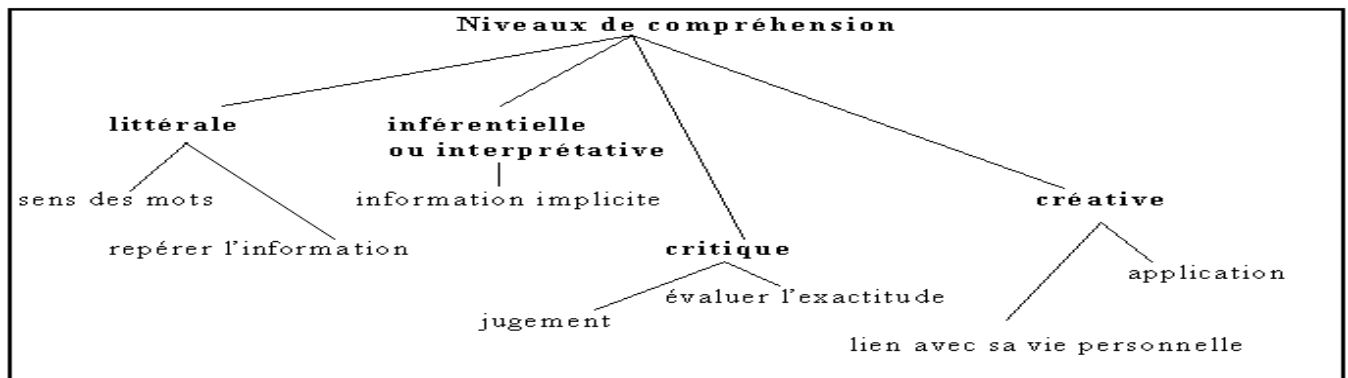 Niveaux de compréhension
littérale
inférentielle
ou interprétative
sens des mots
information implicite
créative
repérer l'information
critique
application
évaluer l'exactitude
jugement
lien avec sa vie personnelle